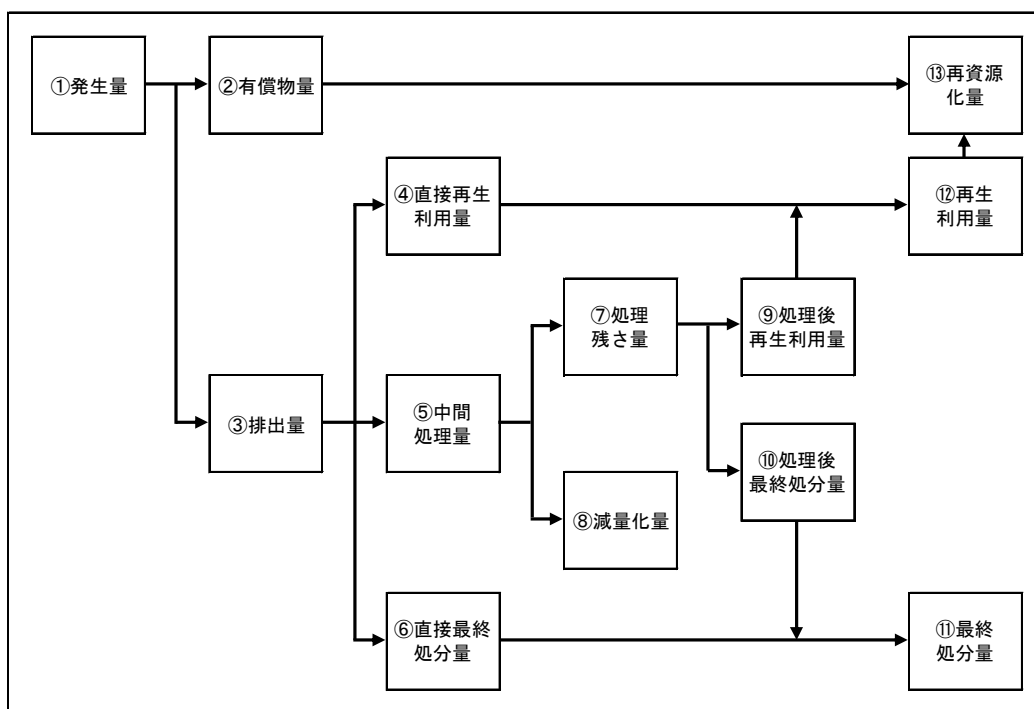 ①発生量
②有償物量
⑬再資源
化量
④直接再生
利用量
⑫再生
利用量
⑦処理
残さ量
⑨処理後
再生利用量
③排出量
⑤中間
処理量
⑩処理後
最終処分量
⑧減量化量
⑥直接最終
処分量
⑪最終
処分量